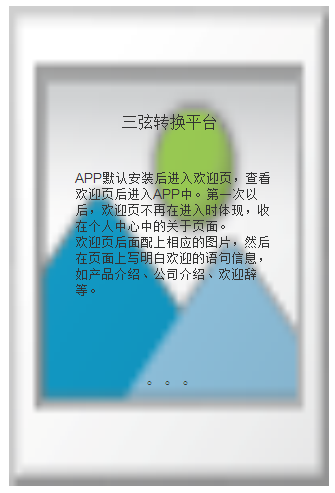 三弦转换平台
APP默认安装后进入欢迎页，查看
欢迎页后进入APP中。第一次以
后，欢迎页不再在进入时体现，收
在个人中心中的关于页面。
欢迎页后面配上相应的图片，然后
在页面上写明白欢迎的语句信息，
如产品介绍、公司介绍、欢迎辞
等。
。。。